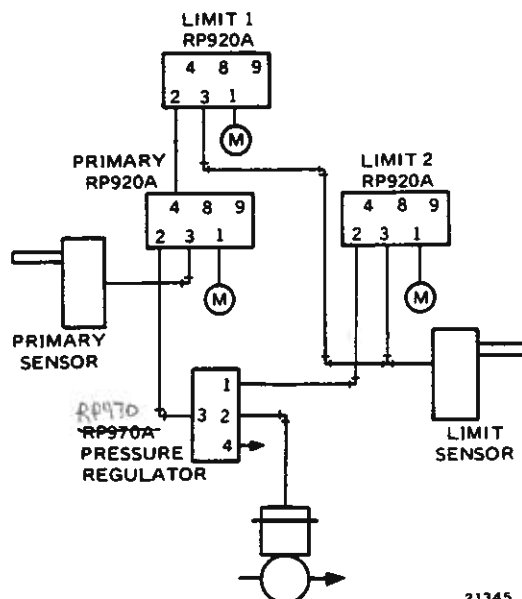 LIMIT 1
RP920A
4 8 9
2 3 1
M
PRIMARY
RP920A
4 8 9
2 3 1
M
LIMIT 2
RP920A
4 8 9
2 3 1
M
PRIMARY
SENSOR
RP970
RP970A
PRESSURE
REGULATOR
1
3 2
4
LIMIT
SENSOR
21345